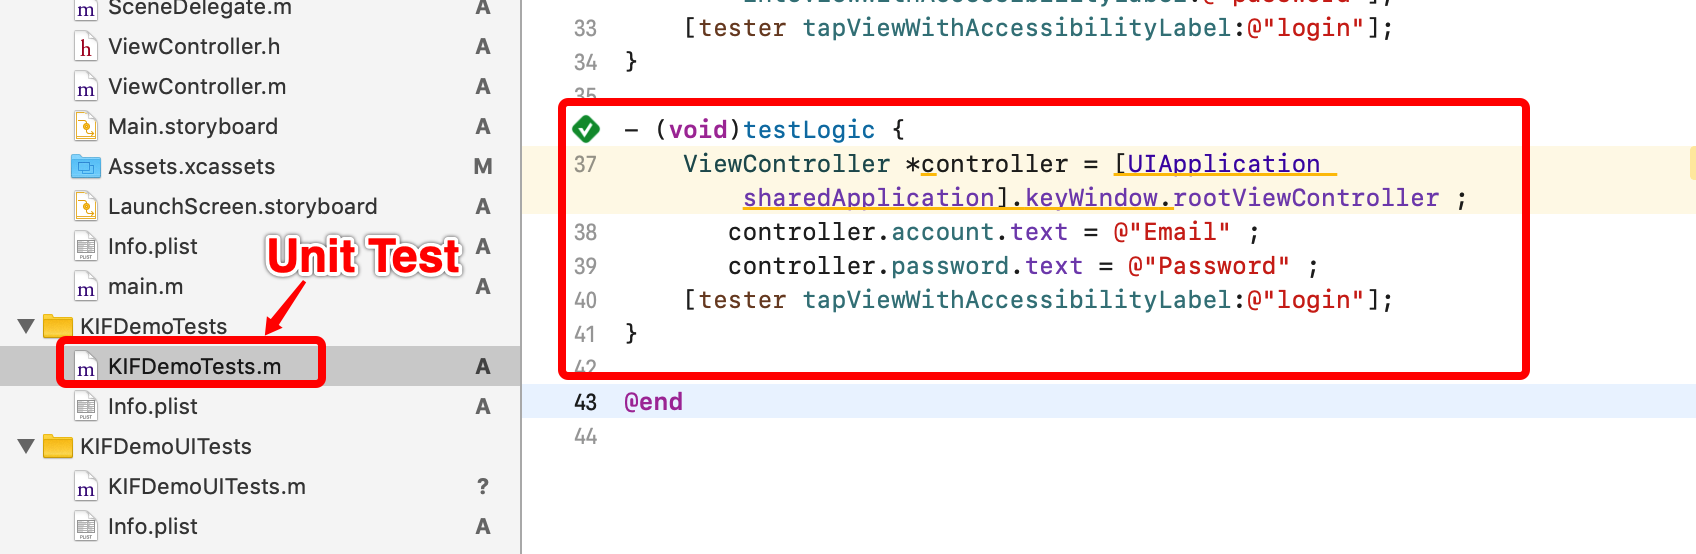 SceneDelegate.m A
ViewController.h A
ViewController.m A
Main.storyboard A
Assets.xcassets M
LaunchScreen.storyboard A
Info.plist A
main.m A
KIFDemoTests
KIFDemoTests.m A
Info.plist A
KIFDemoUITests
KIFDemoUITests.m ?
Info.plist A
Unit Test
33 [tester tapViewWithAccessibilityLabel:@"login"];
34 }
35
- (void)testLogic {
37 ViewController *controller = [UIApplication
sharedApplication].keyWindow.rootViewController ;
38 controller.account.text = @"Email" ;
39 controller.password.text = @"Password" ;
40 [tester tapViewWithAccessibilityLabel:@"login"];
41 }
42
43 @end
44